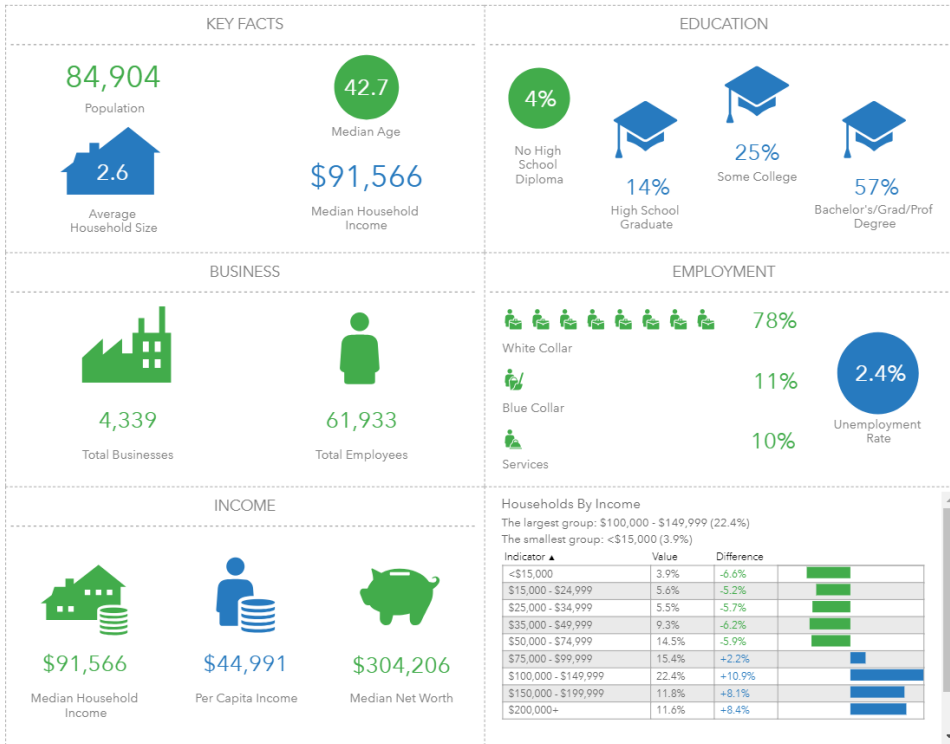 KEY FACTS
84,904
Population
42.7
Median Age
2.6
Average
Household Size
$91,566
Median Household
Income
EDUCATION
4%
No High
School
Diploma
14%
High School
Graduate
25%
Some College
57%
Bachelor's/Grad/Prof
Degree
BUSINESS
4,339
Total Businesses
61,933
Total Employees
EMPLOYMENT
78%
White Collar
11%
Blue Collar
10%
Services
2.4%
Unemployment
Rate
INCOME
$91,566
Median Household
Income
$44,991
Per Capita Income
$304,206
Median Net Worth
Households By Income
The largest group: $100,000 - $149,999 (22.4%)
The smallest group: <$15,000 (3.9%)
Indicator ▲ Value Difference
<$15,000 3.9% -6.6%
$15,000 - $24,999 5.6% -5.2%
$25,000 - $34,999 5.5% -5.7%
$35,000 - $49,999 9.3% -6.2%
$50,000 - $74,999 14.5% -5.9%
$75,000 - $99,999 15.4% +2.2%
$100,000 - $149,999 22.4% +10.9%
$150,000 - $199,999 11.8% +8.1%
$200,000+ 11.6% +8.4%